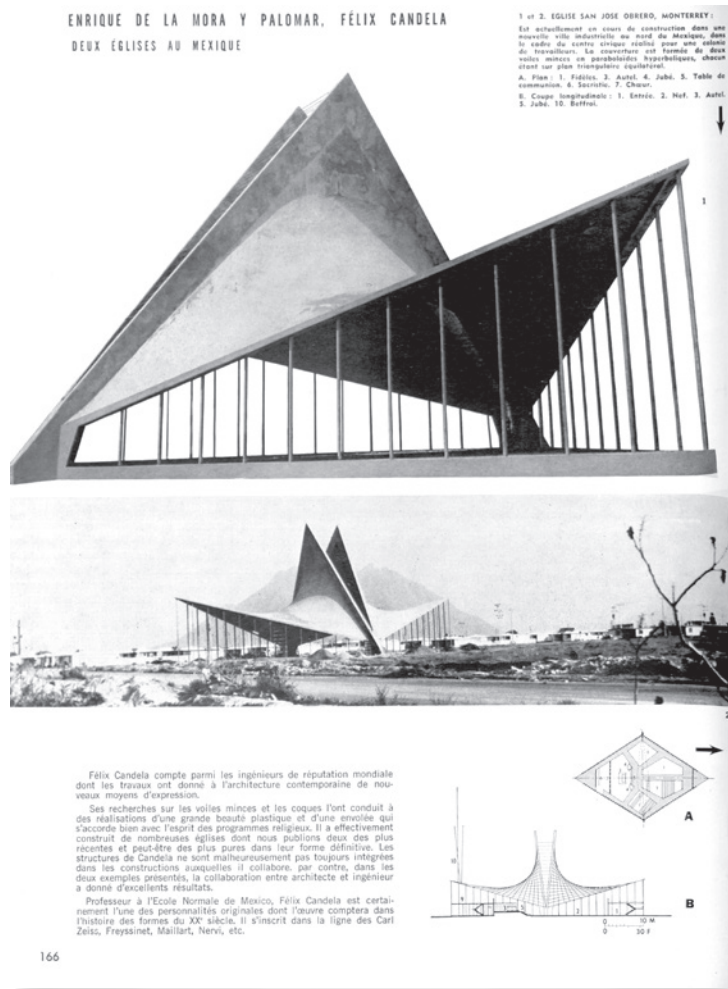 ENRIQUE DE LA MORA Y PALOMAR, FÉLIX CANDELA
DEUX ÉGLISES AU MEXIQUE
1 et 2. EGLISE SAN JOSE OBRERO, MONTERREY :
Est actuellement en cours de construction dans une
nouvelle ville industrielle au nord du Mexique, dans
le cadre du centre civique réalisé pour une colonie
de travailleurs. La couverture est formée de deux
voiles minces en paraboloïdes hyperboliques, chacun
étant sur plan triangulaire équilatéral.
A. Plan : 1. Fidèles. 3. Autel. 4. Jubé. 5. Table de
communion. 6. Sacristie. 7. Chœur.
B. Coupe longitudinale : 1. Entrée. 2. Nef. 3. Autel.
5. Jubé. 10. Beffroi.
1
2
Félix Candela compte parmi les ingénieurs de réputation mondiale
dont les travaux ont donné à l'architecture contemporaine de nou-
veaux moyens d'expression.
Ses recherches sur les voiles minces et les coques l'ont conduit à
des réalisations d'une grande beauté plastique et d'une envolée qui
s'accorde bien avec l'esprit des programmes religieux. Il a effectivement
construit de nombreuses églises dont nous publions deux des plus
récentes et peut-être des plus pures dans leur forme définitive. Les
structures de Candela ne sont malheureusement pas toujours intégrées
dans les constructions auxquelles il collabore. par contre, dans les
deux exemples présentés, la collaboration entre architecte et ingénieur
a donné d'excellents résultats.
Professeur à l'Ecole Normale de Mexico, Félix Candela est certai-
nement l'une des personnalités originales dont l'œuvre comptera dans
l'histoire des formes du XXe siècle. Il s'inscrit dans la ligne des Carl
Zeiss, Freyssinet, Maillart, Nervi, etc.
A
10
B
0 10 M
0 30 F
166